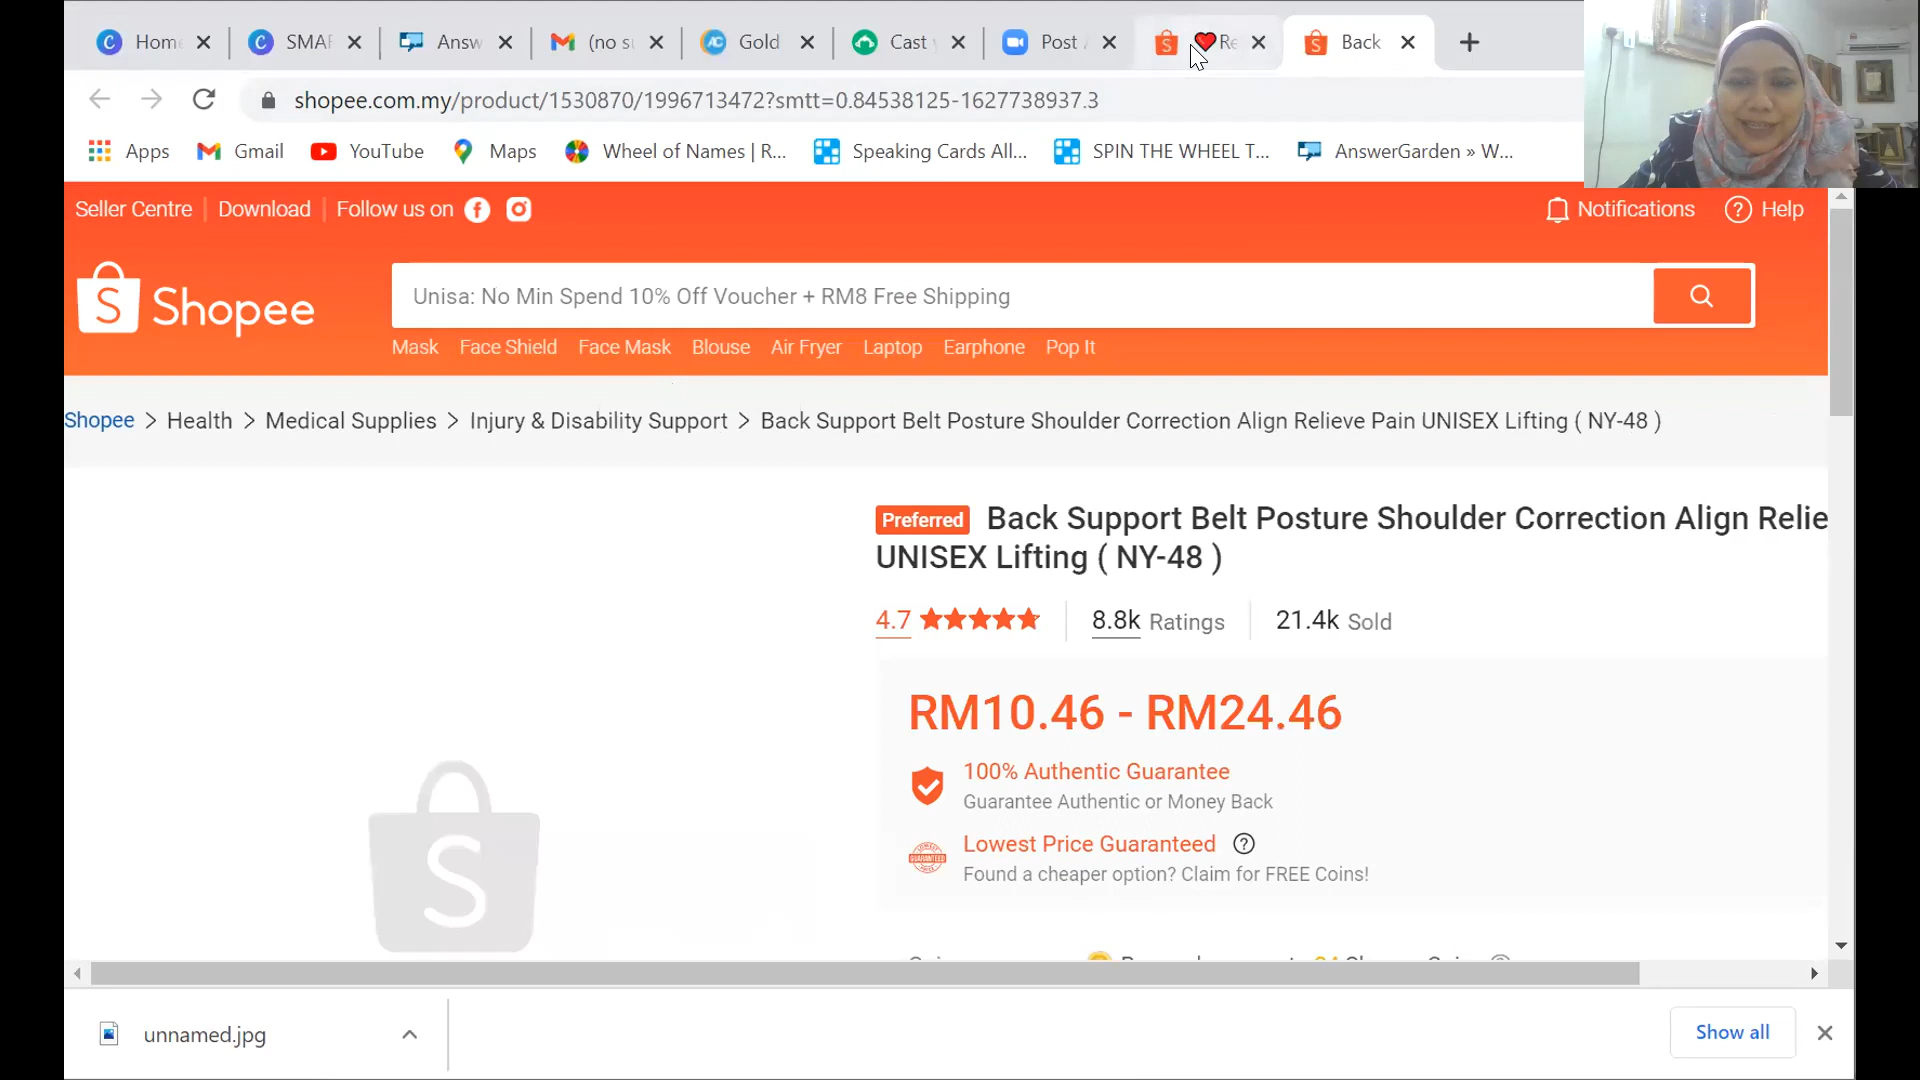 Home
SMAR
Answ
(no s
Gold
Cast
Post
Re
Back
shopee.com.my/product/1530870/1996713472?smtt=0.84538125-1627738937.3
Apps
Gmail
YouTube
Maps
Wheel of Names | R...
Speaking Cards All...
SPIN THE WHEEL T...
AnswerGarden » W...
Seller Centre | Download | Follow us on
Notifications
Help
Shopee
Unisa: No Min Spend 10% Off Voucher + RM8 Free Shipping
Mask Face Shield Face Mask Blouse Air Fryer Laptop Earphone Pop It
Shopee > Health > Medical Supplies > Injury & Disability Support > Back Support Belt Posture Shoulder Correction Align Relieve Pain UNISEX Lifting ( NY-48 )
Preferred Back Support Belt Posture Shoulder Correction Align Relie
UNISEX Lifting ( NY-48 )
4.7
8.8k Ratings
21.4k Sold
RM10.46 - RM24.46
100% Authentic Guarantee
Guarantee Authentic or Money Back
Lowest Price Guaranteed
Found a cheaper option? Claim for FREE Coins!
unnamed.jpg
Show all